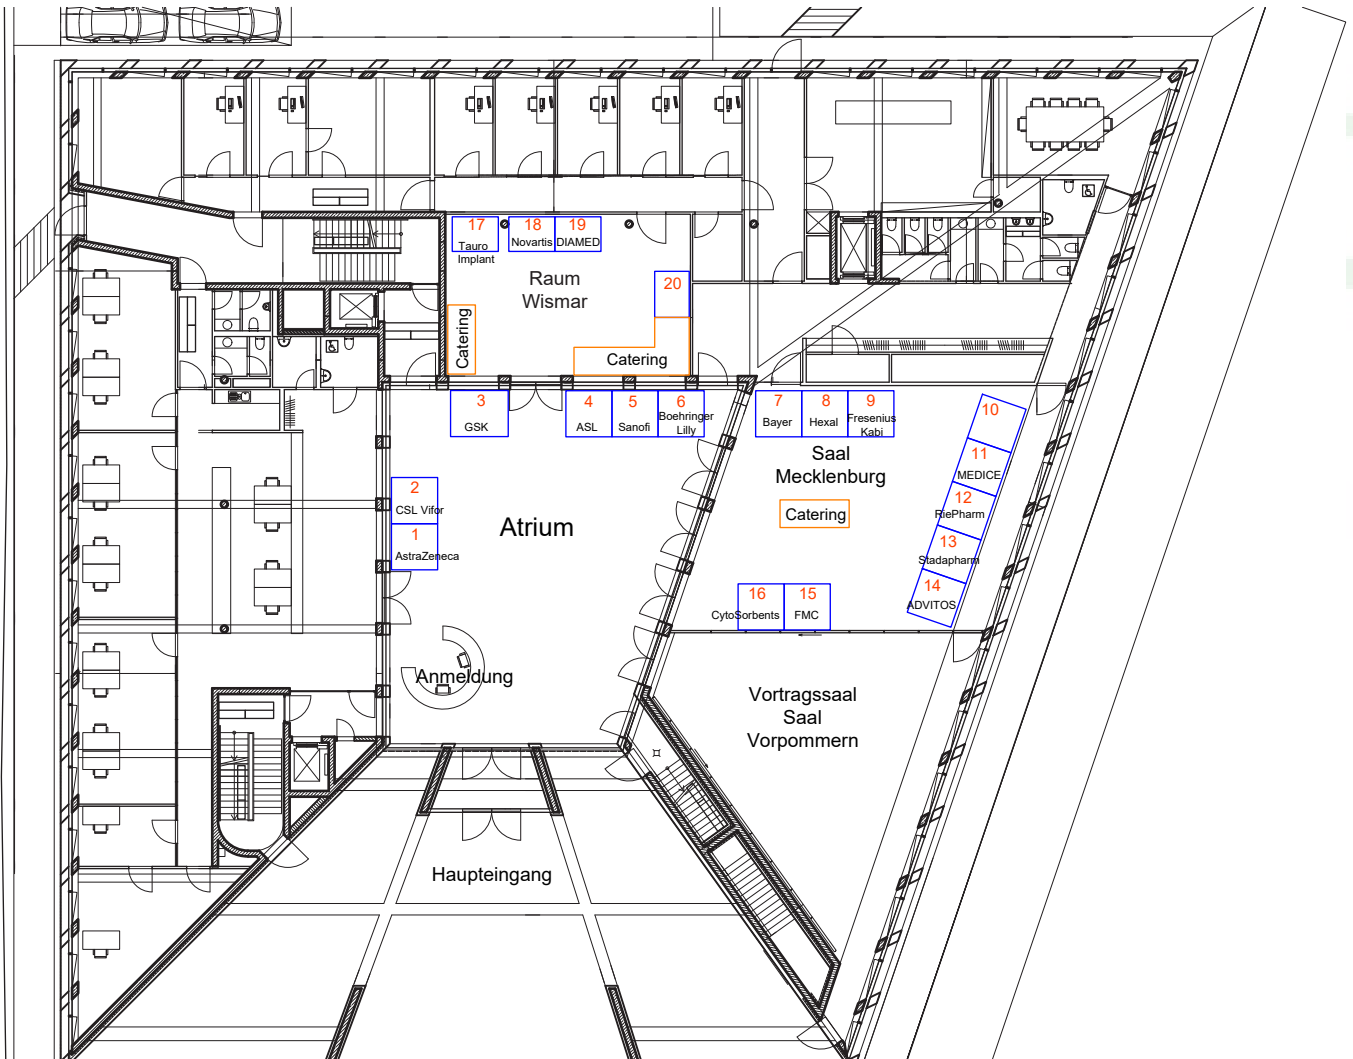 17
Tauro
Implant
18
Novartis
19
DIAMED
Raum
Wismar
20
Catering
Catering
3
GSK
4
ASL
5
Sanofi
6
Boehringer
Lilly
7
Bayer
8
Hexal
9
Fresenius
Kabi
10
11
MEDICE
12
RiePharm
13
Stadapharm
14
ADVITOS
Saal
Mecklenburg
Catering
2
CSL Vifor
1
AstraZeneca
Atrium
16
CytoSorbents
15
FMC
Anmeldung
Vortragssaal
Saal
Vorpommern
Haupteingang